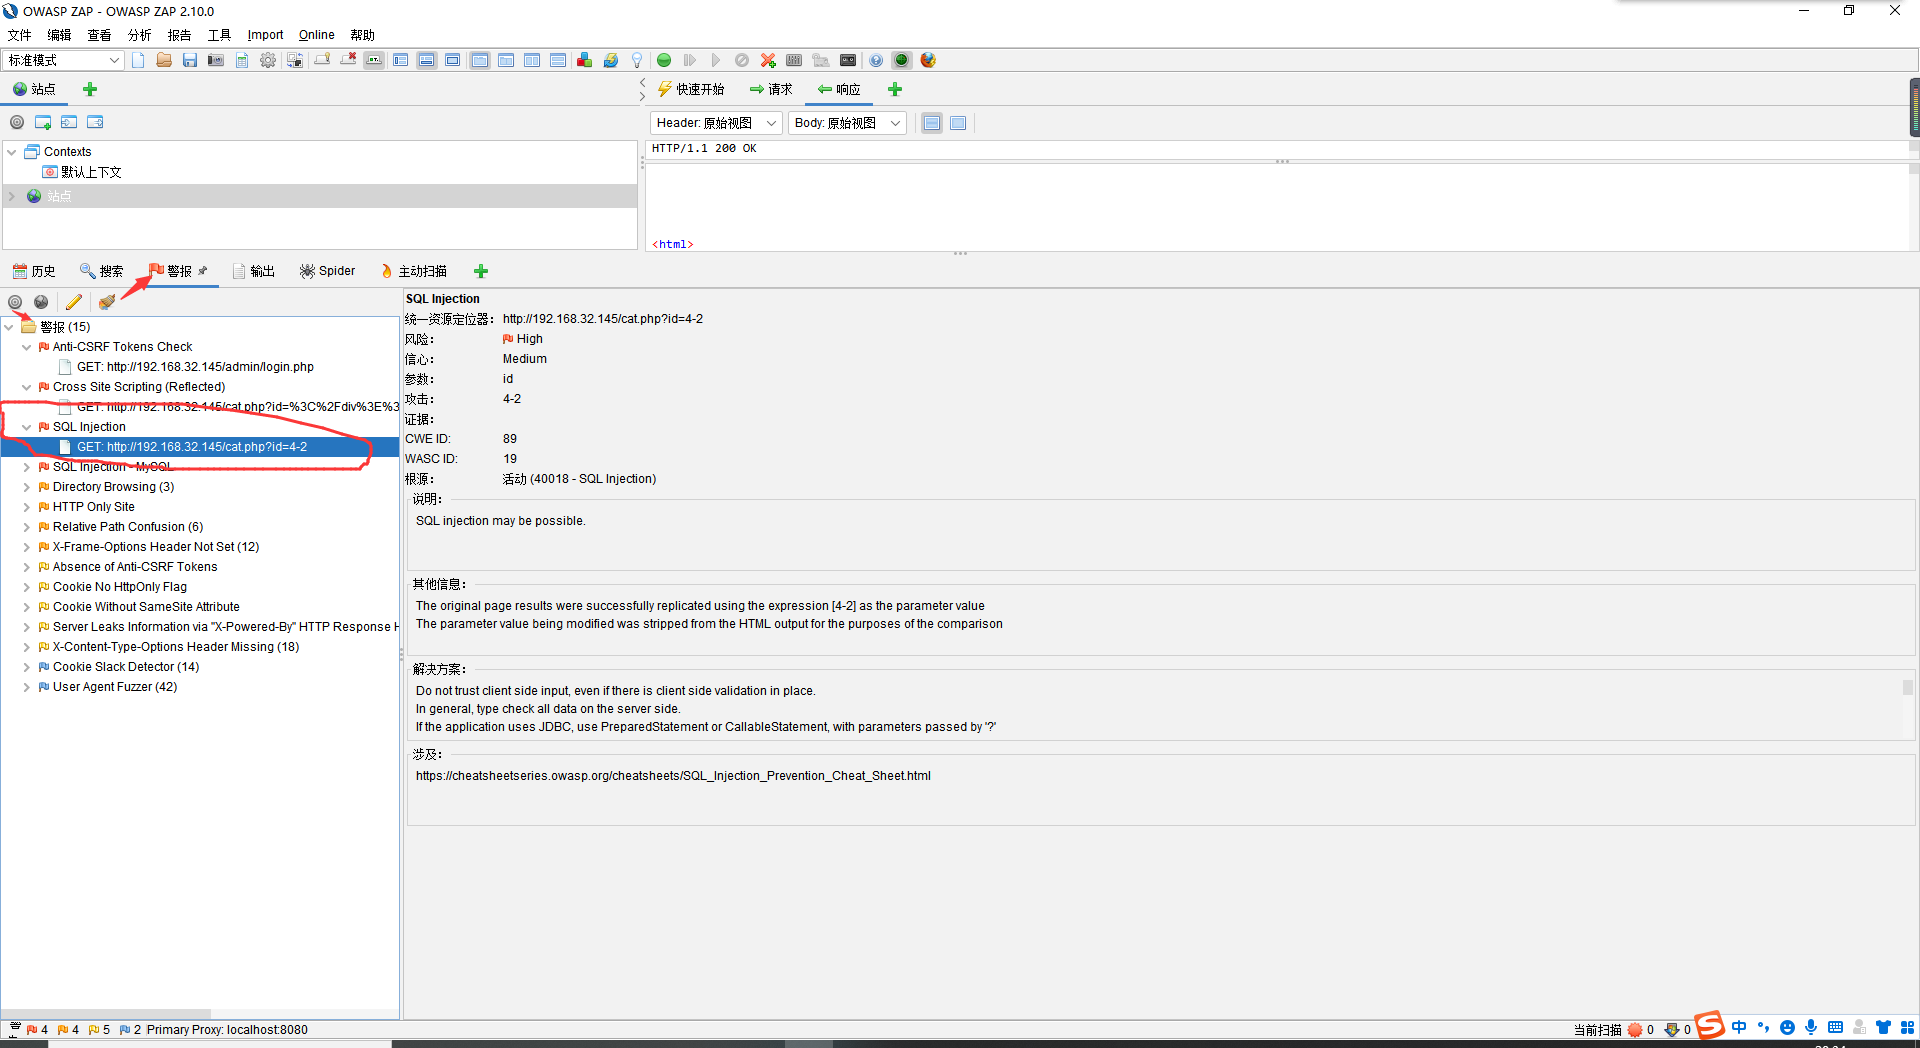 OWASP ZAP - OWASP ZAP 2.10.0
文件 编辑 查看 分析 报告 工具 Import Online 帮助
标准模式
站点
快速开始 请求 响应
Header: 原始视图 Body: 原始视图
Contexts
默认上下文
站点
HTTP/1.1 200 OK
<html>
历史 搜索 警报 输出 Spider 主动扫描
警报 (15)
Anti-CSRF Tokens Check
GET: http://192.168.32.145/admin/login.php
Cross Site Scripting (Reflected)
GET: http://192.168.32.145/cat.php?id=%3C%2Fdiv%3E%3
SQL Injection
GET: http://192.168.32.145/cat.php?id=4-2
SQL Injection - MySQL
Directory Browsing (3)
HTTP Only Site
Relative Path Confusion (6)
X-Frame-Options Header Not Set (12)
Absence of Anti-CSRF Tokens
Cookie No HttpOnly Flag
Cookie Without SameSite Attribute
Server Leaks Information via "X-Powered-By" HTTP Response H
X-Content-Type-Options Header Missing (18)
Cookie Slack Detector (14)
User Agent Fuzzer (42)
SQL Injection
统一资源定位器: http://192.168.32.145/cat.php?id=4-2
风险: High
信心: Medium
参数: id
攻击: 4-2
证据:
CWE ID: 89
WASC ID: 19
根源: 活动 (40018 - SQL Injection)
说明:
SQL injection may be possible.
其他信息:
The original page results were successfully replicated using the expression [4-2] as the parameter value
The parameter value being modified was stripped from the HTML output for the purposes of the comparison
解决方案:
Do not trust client side input, even if there is client side validation in place.
In general, type check all data on the server side.
If the application uses JDBC, use PreparedStatement or CallableStatement, with parameters passed by '?'
涉及:
https://cheatsheetseries.owasp.org/cheatsheets/SQL_Injection_Prevention_Cheat_Sheet.html
4 4 5 2 Primary Proxy: localhost:8080
当前扫描 0 0 中